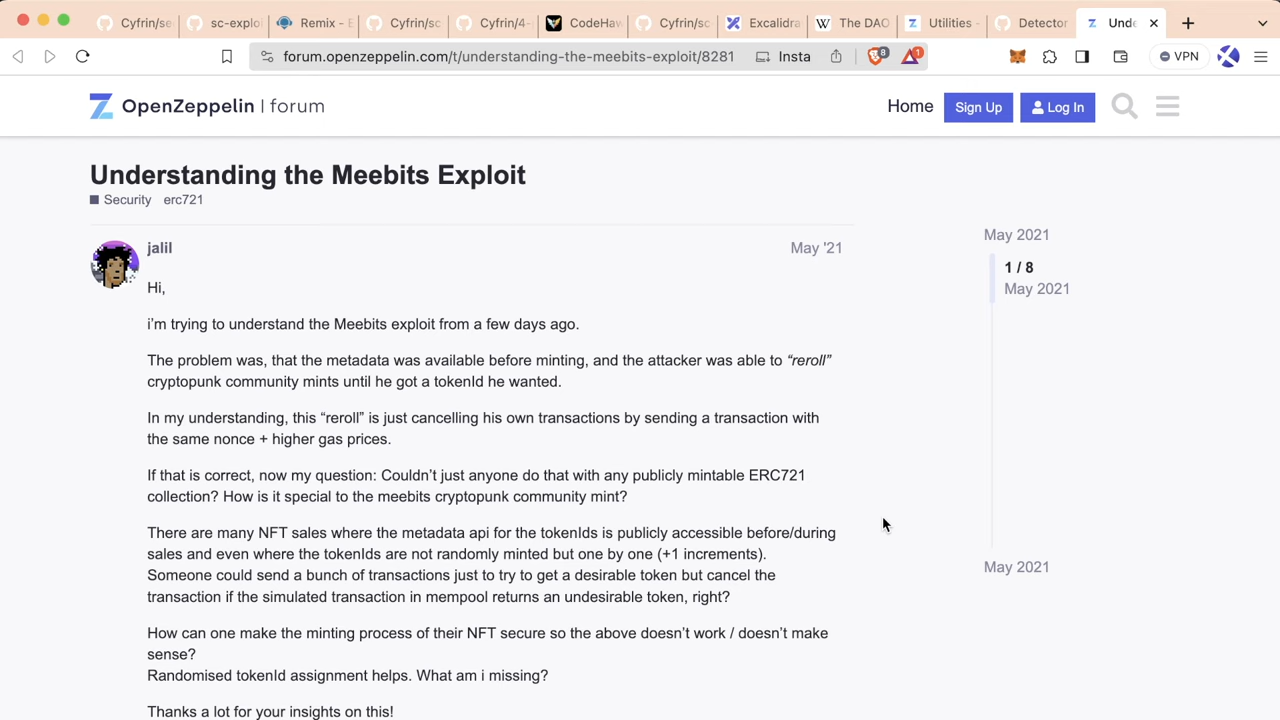 Cyfrin/se
sc-exploi
Remix - E
Cyfrin/sc
Cyfrin/4-
CodeHaw
Cyfrin/sc
Excalidra
The DAO
Utilities -
Detector
Unde
forum.openzeppelin.com/t/understanding-the-meebits-exploit/8281
Insta
8
1
VPN
OpenZeppelin | forum
Home
Sign Up
Log In
Understanding the Meebits Exploit
Security erc721
jalil
May '21
Hi,
i'm trying to understand the Meebits exploit from a few days ago.
The problem was, that the metadata was available before minting, and the attacker was able to “reroll”
cryptopunk community mints until he got a tokenId he wanted.
In my understanding, this “reroll” is just cancelling his own transactions by sending a transaction with
the same nonce + higher gas prices.
If that is correct, now my question: Couldn't just anyone do that with any publicly mintable ERC721
collection? How is it special to the meebits cryptopunk community mint?
There are many NFT sales where the metadata api for the tokenIds is publicly accessible before/during
sales and even where the tokenIds are not randomly minted but one by one (+1 increments).
Someone could send a bunch of transactions just to try to get a desirable token but cancel the
transaction if the simulated transaction in mempool returns an undesirable token, right?
How can one make the minting process of their NFT secure so the above doesn't work / doesn't make
sense?
Randomised tokenId assignment helps. What am i missing?
Thanks a lot for your insights on this!
May 2021
1 / 8
May 2021
May 2021